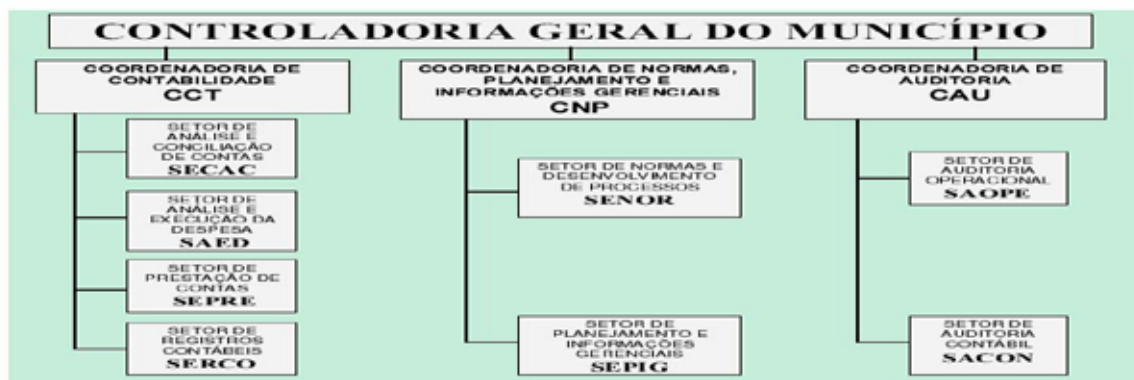 CONTROLADORIA GERAL DO MUNICÍPIO
COORDENADORIA DE
CONTABILIDADE
CCT
SETOR DE
ANÁLISE E
CONCILIAÇÃO
DE CONTAS
SECAC
SETOR DE
ANÁLISE E
EXECUÇÃO DA
DESPESA
SAED
SETOR DE
PRESTAÇÃO DE
CONTAS
SEPRE
SETOR DE
REGISTROS
CONTÁBEIS
SERCO
COORDENADORIA DE NORMAS,
PLANEJAMENTO E
INFORMAÇÕES GERENCIAIS
CNP
SETOR DE NORMAS E
DESENVOLVIMENTO
DE PROCESSOS
SENOR
SETOR DE
PLANEJAMENTO E
INFORMAÇÕES
GERENCIAIS
SEPIG
COORDENADORIA DE
AUDITORIA
CAU
SETOR DE
AUDITORIA
OPERACIONAL
SAOPE
SETOR DE
AUDITORIA
CONTÁBIL
SACON